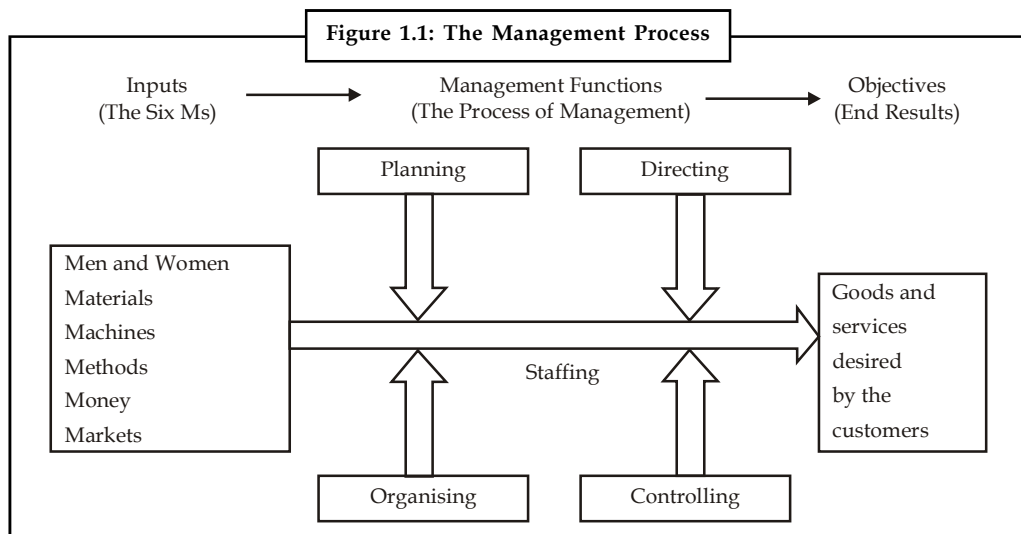 Figure 1.1: The Management Process
Inputs
(The Six Ms)
Management Functions
(The Process of Management)
Objectives
(End Results)
Planning
Directing
Men and Women
Materials
Machines
Methods
Money
Markets
Staffing
Goods and
services
desired
by the
customers
Organising
Controlling